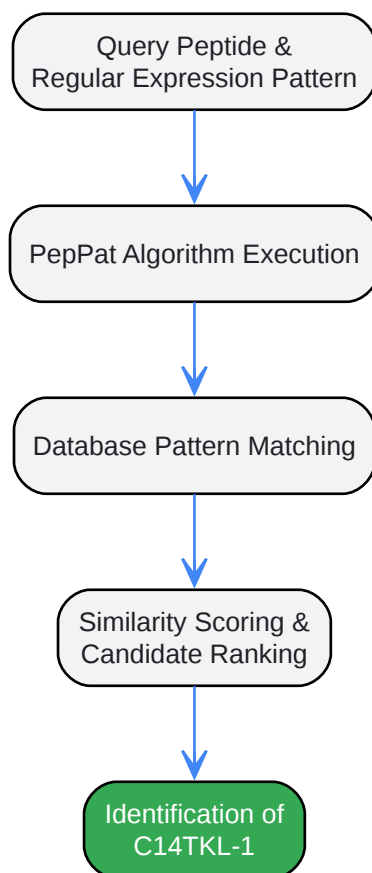 Query Peptide &
Regular Expression Pattern
PepPat Algorithm Execution
Database Pattern Matching
Similarity Scoring &
Candidate Ranking
Identification of
C14TKL-1